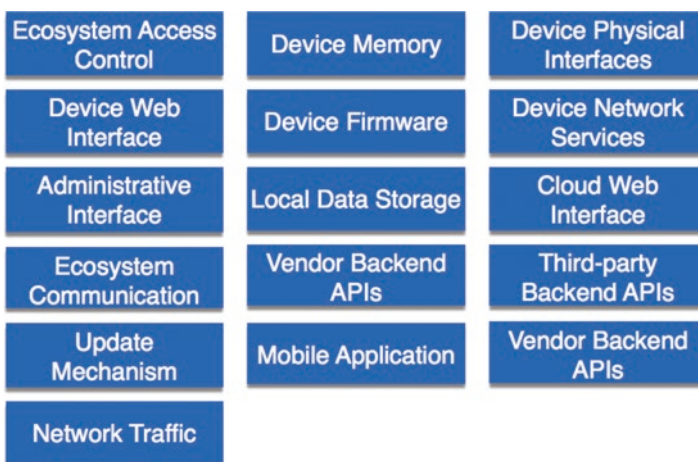 Ecosystem Access
Control
Device Memory
Device Physical
Interfaces
Device Web
Interface
Device Firmware
Device Network
Services
Administrative
Interface
Local Data Storage
Cloud Web
Interface
Ecosystem
Communication
Vendor Backend
APIs
Third-party
Backend APIs
Update
Mechanism
Mobile Application
Vendor Backend
APIs
Network Traffic